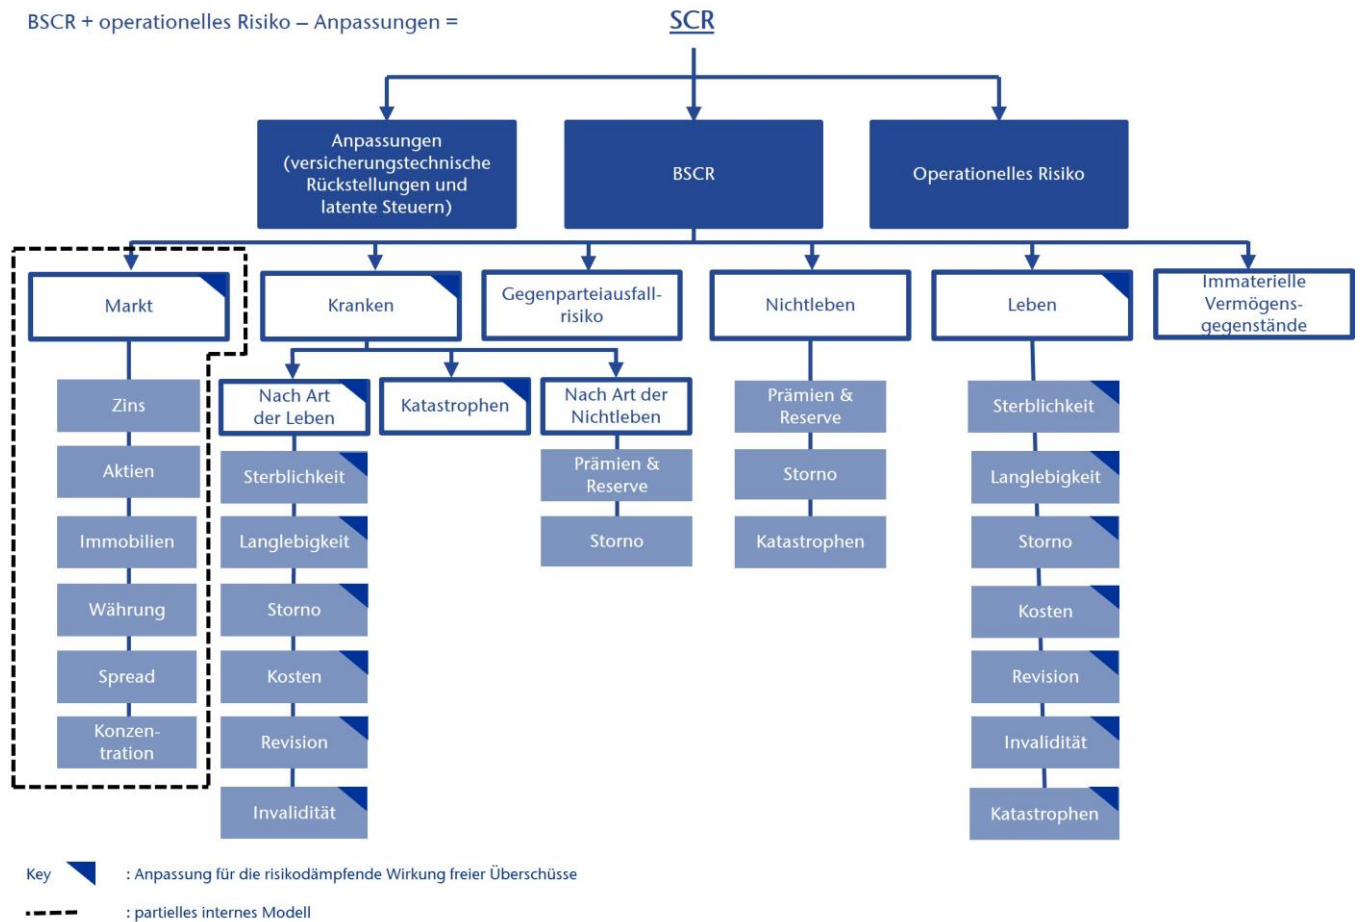 BSCR + operationelles Risiko – Anpassungen =
SCR
Anpassungen
(versicherungstechnische
Rückstellungen und
latente Steuern)
BSCR
Operationelles Risiko
Markt
Kranken
Gegenparteiausfall-
risiko
Nichtleben
Leben
Immaterielle
Vermögens-
gegenstände
Zins
Aktien
Immobilien
Währung
Spread
Konzen-
tration
Nach Art
der Leben
Sterblichkeit
Langlebigkeit
Storno
Kosten
Revision
Invalidität
Katastrophen
Nach Art der
Nichtleben
Prämien &
Reserve
Storno
Prämien &
Reserve
Storno
Katastrophen
Sterblichkeit
Langlebigkeit
Storno
Kosten
Revision
Invalidität
Katastrophen
Key : Anpassung für die risikodämpfende Wirkung freier Überschüsse
: partielles internes Modell